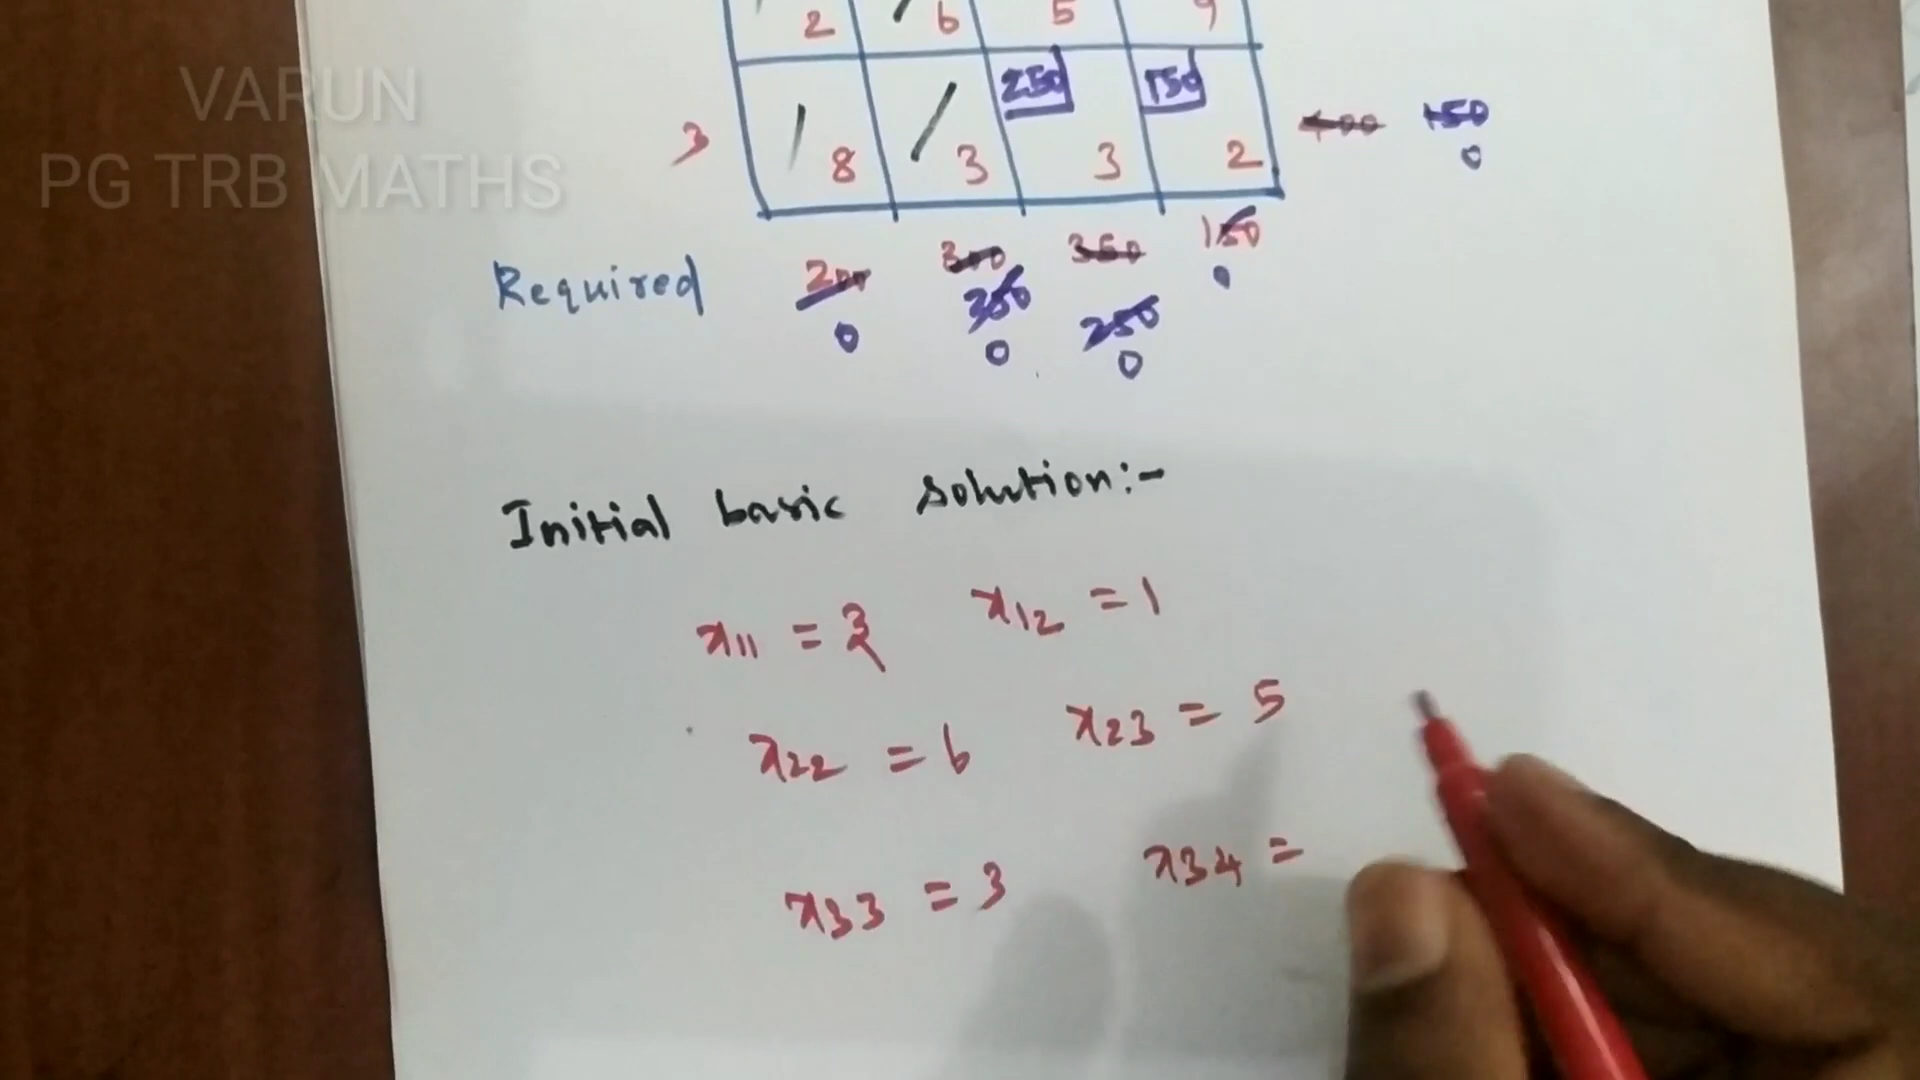 VARUN
PG TRB MATHS
2 6 5 9
250 150
3 8 3 3 2 400 150
0
Required 200 300 350 150
0
250 250
0 0 0
Initial basic solution:-
x11 = 3 x12 = 1
x22 = 6 x23 = 5
x33 = 3 x34 =